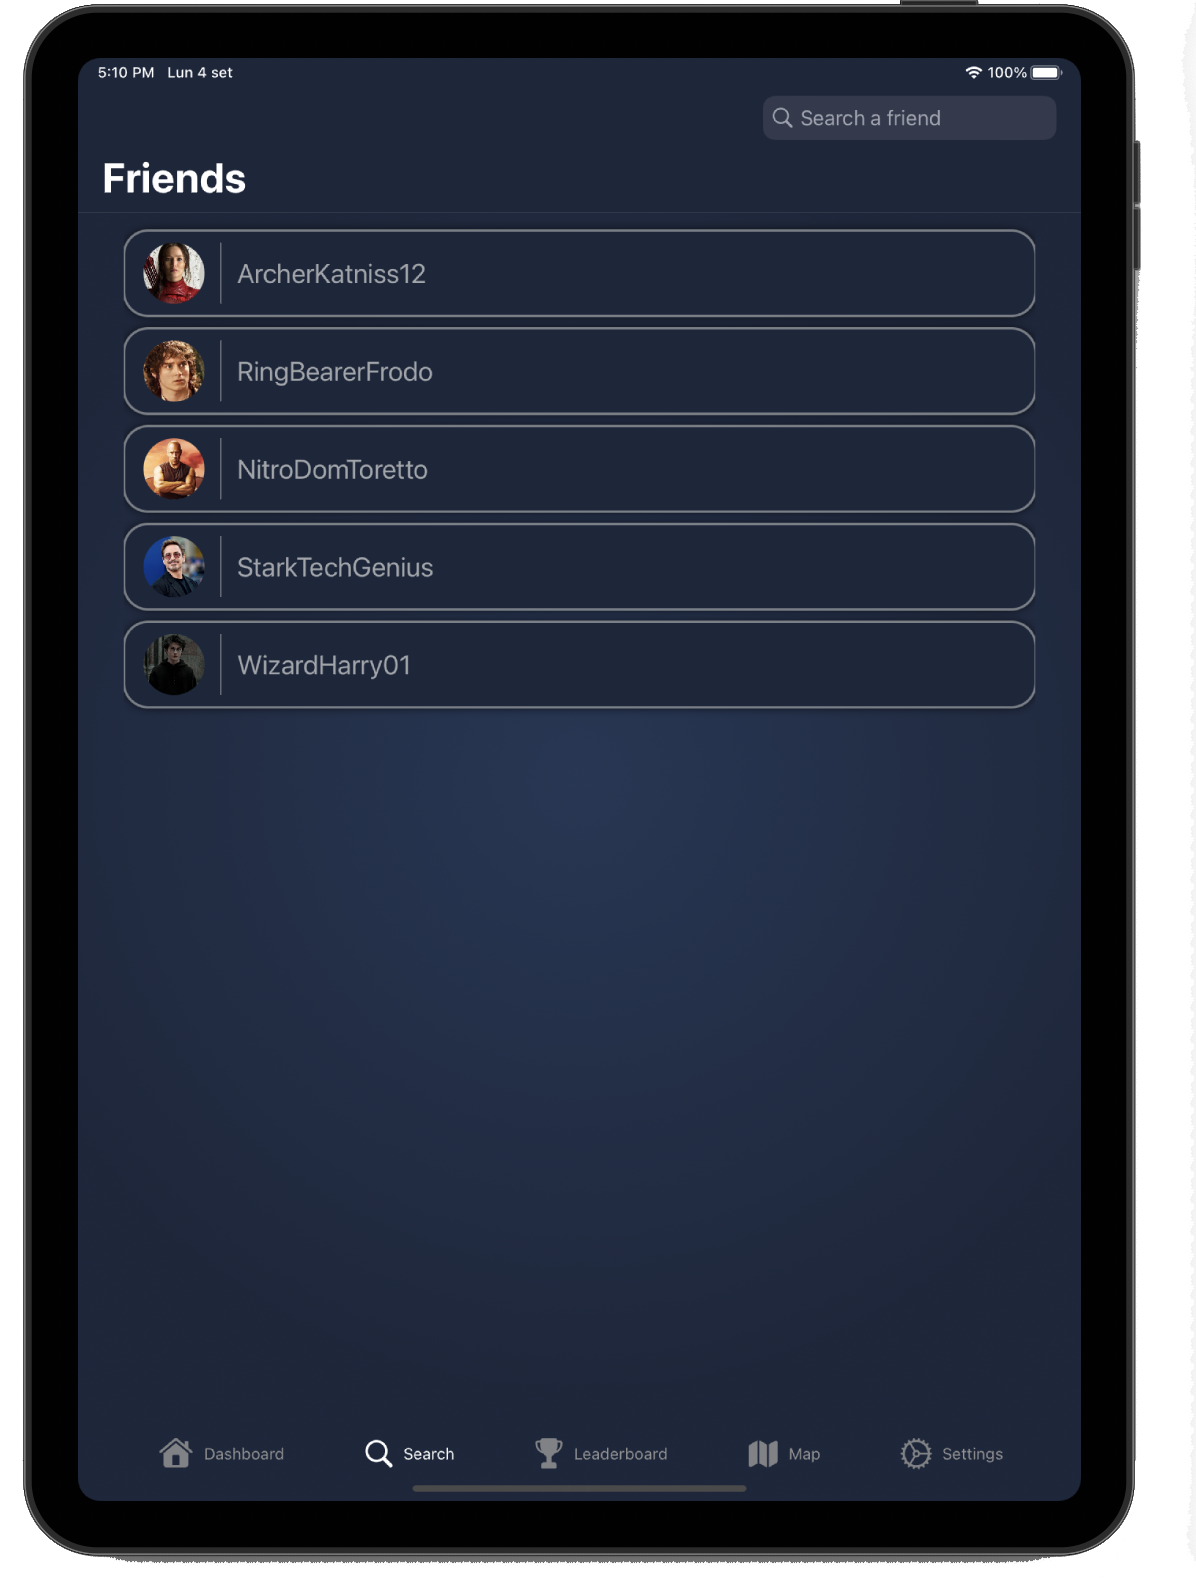 5:10 PM Lun 4 set 100%
Search a friend
Friends
ArcherKatniss12
RingBearerFrodo
NitroDomToretto
StarkTechGenius
WizardHarry01
Dashboard Search Leaderboard Map Settings